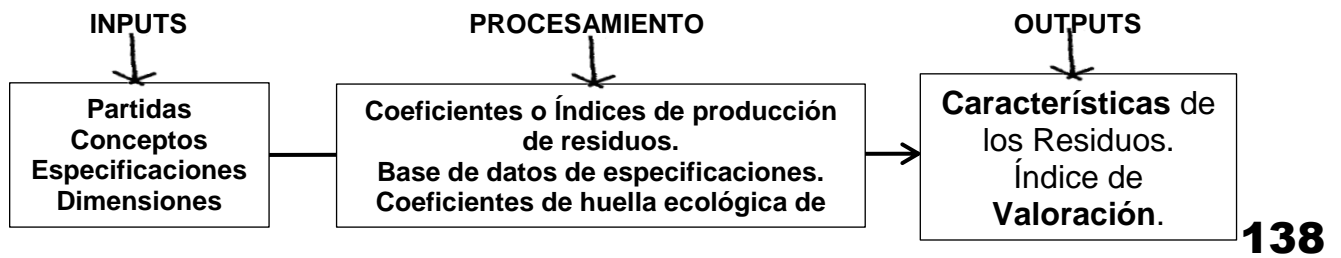 INPUTS
PROCESAMIENTO
OUTPUTS
Partidas
Conceptos
Especificaciones
Dimensiones
Coeficientes o Índices de producción
de residuos.
Base de datos de especificaciones.
Coeficientes de huella ecológica de
Características de
los Residuos.
Índice de
Valoración.
138